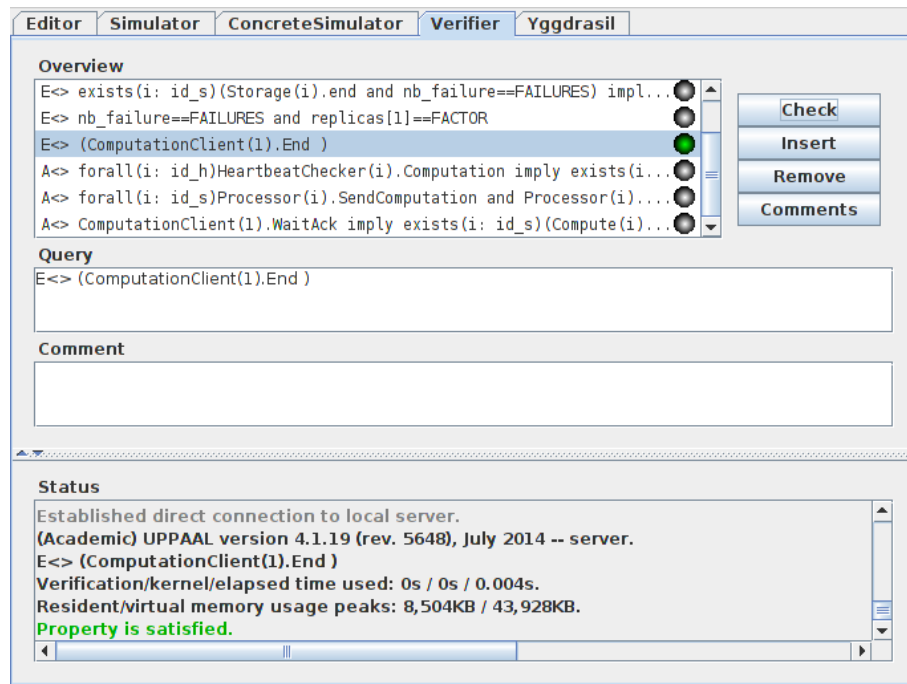 Editor Simulator ConcreteSimulator Verifier Yggdrasil
Overview
E<> exists(i: id_s)(Storage(i).end and nb_failure==FAILURES) impl...
E<> nb_failure==FAILURES and replicas[1]==FACTOR
E<> (ComputationClient(1).End )
A<> forall(i: id_h)HeartbeatChecker(i).Computation imply exists(i...
A<> forall(i: id_s)Processor(i).SendComputation and Processor(i)....
A<> ComputationClient(1).WaitAck imply exists(i: id_s)(Compute(i)...
Check
Insert
Remove
Comments
Query
E<> (ComputationClient(1).End )
Comment
Status
Established direct connection to local server.
(Academic) UPPAAL version 4.1.19 (rev. 5648), July 2014 -- server.
E<> (ComputationClient(1).End )
Verification/kernel/elapsed time used: 0s / 0s / 0.004s.
Resident/virtual memory usage peaks: 8,504KB / 43,928KB.
Property is satisfied.